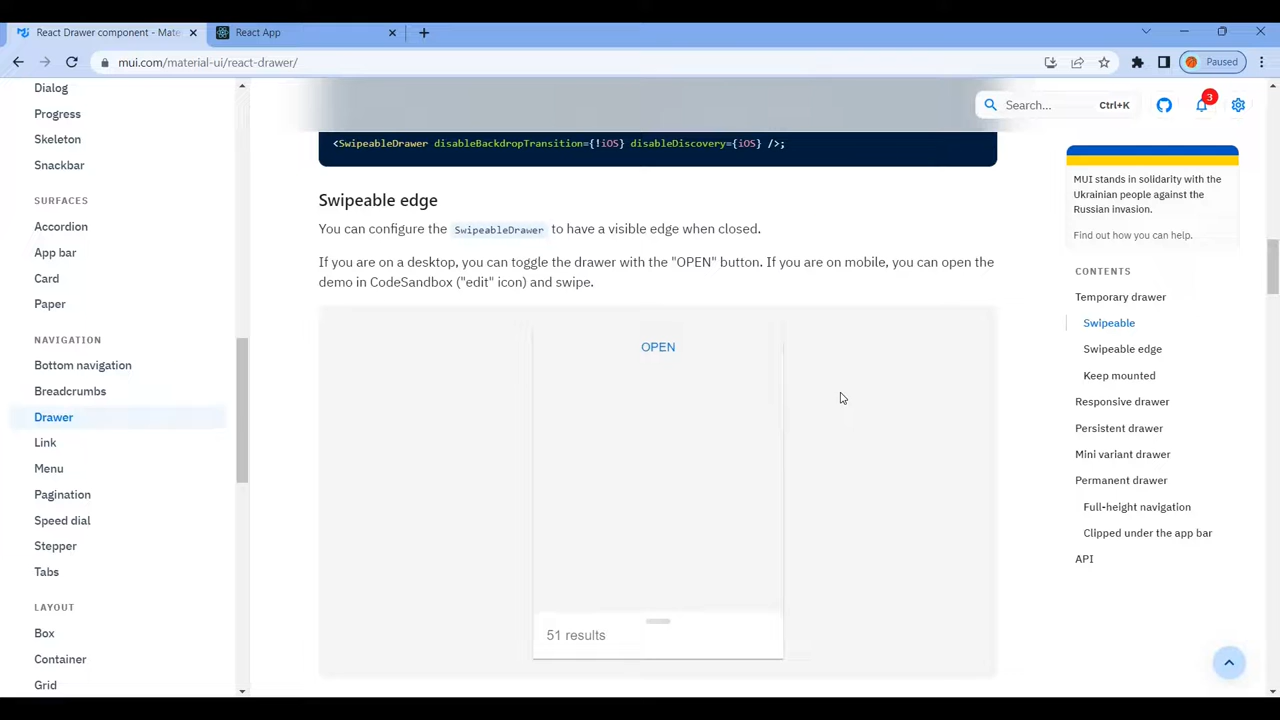 React Drawer component - Mate
React App
mui.com/material-ui/react-drawer/
Paused
Dialog
Progress
Skeleton
Snackbar
SURFACES
Accordion
App bar
Card
Paper
NAVIGATION
Bottom navigation
Breadcrumbs
Drawer
Link
Menu
Pagination
Speed dial
Stepper
Tabs
LAYOUT
Box
Container
Grid
Search...
Ctrl+K
3
<SwipeableDrawer disableBackdropTransition={!iOS} disableDiscovery={iOS} />;
Swipeable edge
You can configure the SwipeableDrawer to have a visible edge when closed.
If you are on a desktop, you can toggle the drawer with the "OPEN" button. If you are on mobile, you can open the
demo in CodeSandbox ("edit" icon) and swipe.
OPEN
51 results
MUI stands in solidarity with the
Ukrainian people against the
Russian invasion.
Find out how you can help.
CONTENTS
Temporary drawer
Swipeable
Swipeable edge
Keep mounted
Responsive drawer
Persistent drawer
Mini variant drawer
Permanent drawer
Full-height navigation
Clipped under the app bar
API